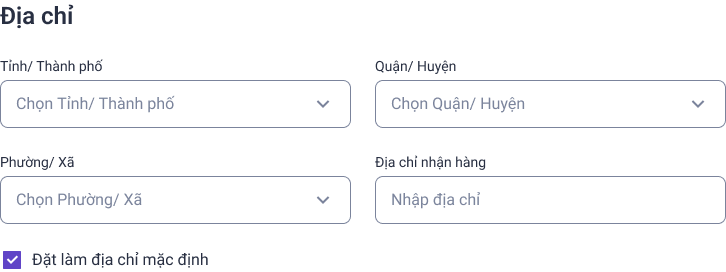 Địa chỉ
Tỉnh/ Thành phố
Quận/ Huyện
Chọn Tỉnh/ Thành phố
Chọn Quận/ Huyện
Phường/ Xã
Địa chỉ nhận hàng
Chọn Phường/ Xã
Nhập địa chỉ
Đặt làm địa chỉ mặc định